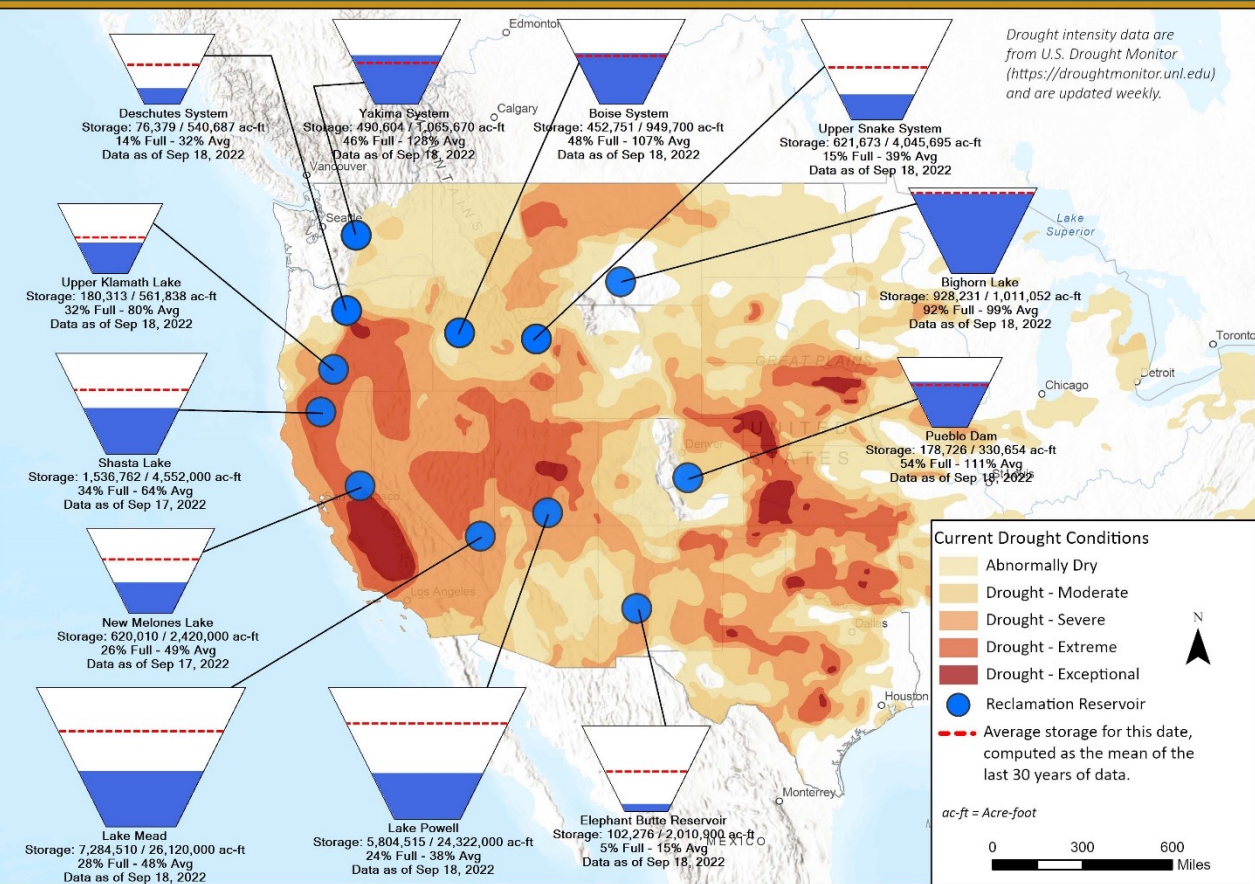 Edmonton
Drought intensity data are
from U.S. Drought Monitor
(https://droughtmonitor.unl.edu)
and are updated weekly.
Deschutes System
Storage: 76,379 / 540,687 ac-ft
14% Full - 32% Avg
Data as of Sep 18, 2022
Yakima System
Storage: 490,604 / 1,065,670 ac-ft
46% Full - 128% Avg
Data as of Sep 18, 2022
Calgary
Boise System
Storage: 452,751 / 949,700 ac-ft
48% Full - 107% Avg
Data as of Sep 18, 2022
Upper Snake System
Storage: 621,673 / 4,045,695 ac-ft
15% Full - 39% Avg
Data as of Sep 18, 2022
Vancouver
Seattle
Lake
Superior
Upper Klamath Lake
Storage: 180,313 / 561,838 ac-ft
32% Full - 80% Avg
Data as of Sep 18, 2022
Bighorn Lake
Storage: 928,231 / 1,011,052 ac-ft
92% Full - 99% Avg
Data as of Sep 18, 2022
GREAT PLAINS
Toronto
Detroit
Chicago
UNITED
STATES
Denver
Pueblo Dam
Storage: 178,726 / 330,654 ac-ft
54% Full - 111% Avg
Data as of Sep 18, 2022
St. Louis
Shasta Lake
Storage: 1,536,762 / 4,552,000 ac-ft
34% Full - 64% Avg
Data as of Sep 17, 2022
Los Angeles
New Melones Lake
Storage: 620,010 / 2,420,000 ac-ft
26% Full - 49% Avg
Data as of Sep 17, 2022
Dallas
Houston
Monterrey
MEXICO
Lake Mead
Storage: 7,284,510 / 26,120,000 ac-ft
28% Full - 48% Avg
Data as of Sep 18, 2022
Lake Powell
Storage: 5,804,515 / 24,322,000 ac-ft
24% Full - 38% Avg
Data as of Sep 18, 2022
Elephant Butte Reservoir
Storage: 102,276 / 2,010,900 ac-ft
5% Full - 15% Avg
Data as of Sep 18, 2022
Current Drought Conditions
Abnormally Dry
Drought - Moderate
Drought - Severe
Drought - Extreme
Drought - Exceptional
Reclamation Reservoir
Average storage for this date,
computed as the mean of the
last 30 years of data.
N
ac-ft = Acre-foot
0 300 600
Miles